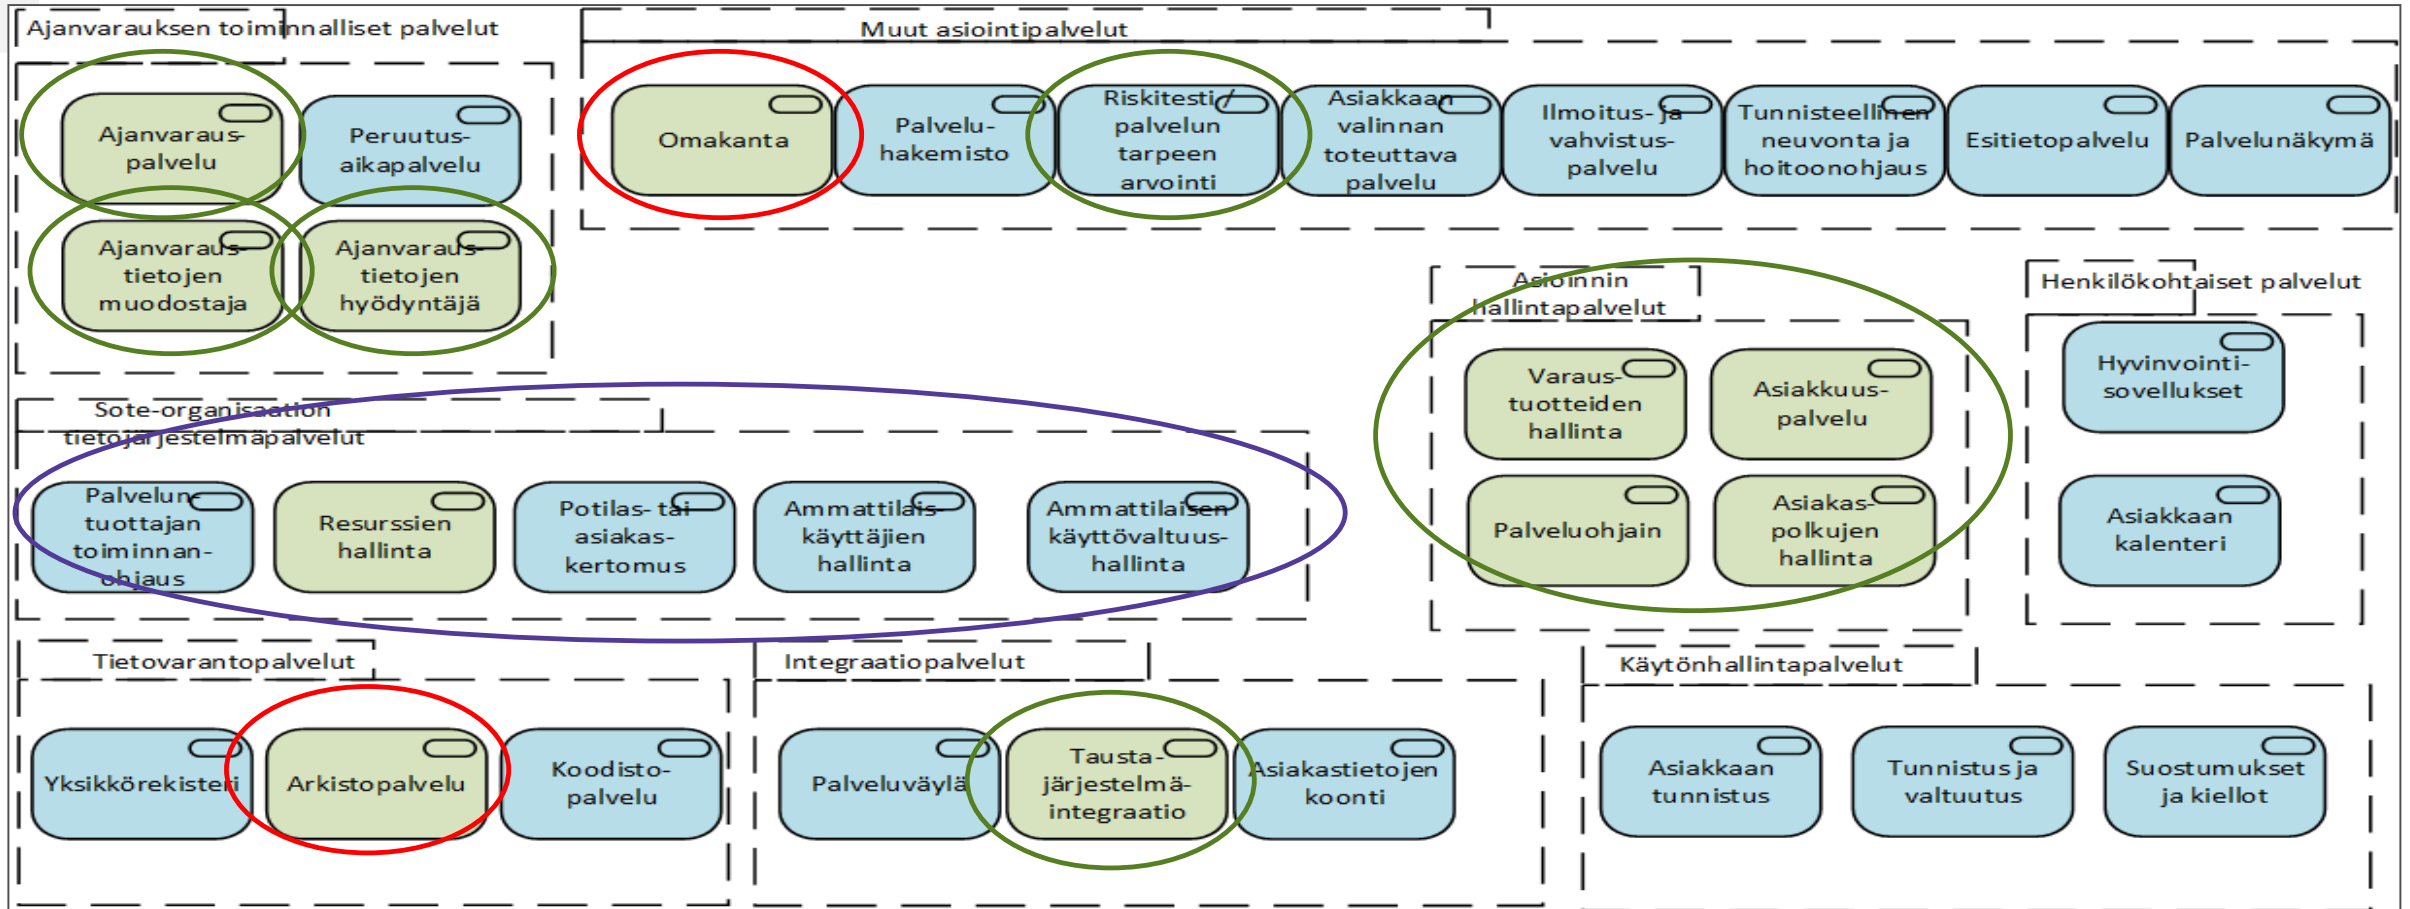 Ajanvarauksen toiminnalliset palvelut
Ajanvaraus-
palvelu
Peruutus-
aikapalvelu
Ajanvaraus-
tietojen
muodostaja
Ajanvaraus-
tietojen
hyödyntäjä
Muut asiointipalvelut
Omakanta
Palvelu-
hakemisto
Riskitesti /
palvelun
tarpeen
arvointi
Asiakkaan
valinnan
toteuttava
palvelu
Ilmoitus- ja
vahvistus-
palvelu
Tunnisteellinen
neuvonta ja
hoitoonohjaus
Esitietopalvelu
Palvelunäkymä
Sote-organisaation
tietojärjestelmäpalvelut
Palvelun-
tuottajan
toiminnan-
ohjaus
Resurssien
hallinta
Potilas- tai
asiakas-
kertomus
Ammattilais-
käyttäjien
hallinta
Ammattilaisen
käyttövaltuus-
hallinta
Asioinnin
hallintapalvelut
Varaus-
tuotteiden
hallinta
Asiakkuus-
palvelu
Palveluohjain
Asiakas-
polkujen
hallinta
Henkilökohtaiset palvelut
Hyvinvointi-
sovellukset
Asiakkaan
kalenteri
Tietovarantopalvelut
Yksikkörekisteri
Arkistopalvelu
Koodisto-
palvelu
Integraatiopalvelut
Palveluväylä
Tausta-
järjestelmä-
integraatio
Asiakastietojen
koonti
Käytönhallintapalvelut
Asiakkaan
tunnistus
Tunnistus ja
valtuutus
Suostumukset
ja kiellot